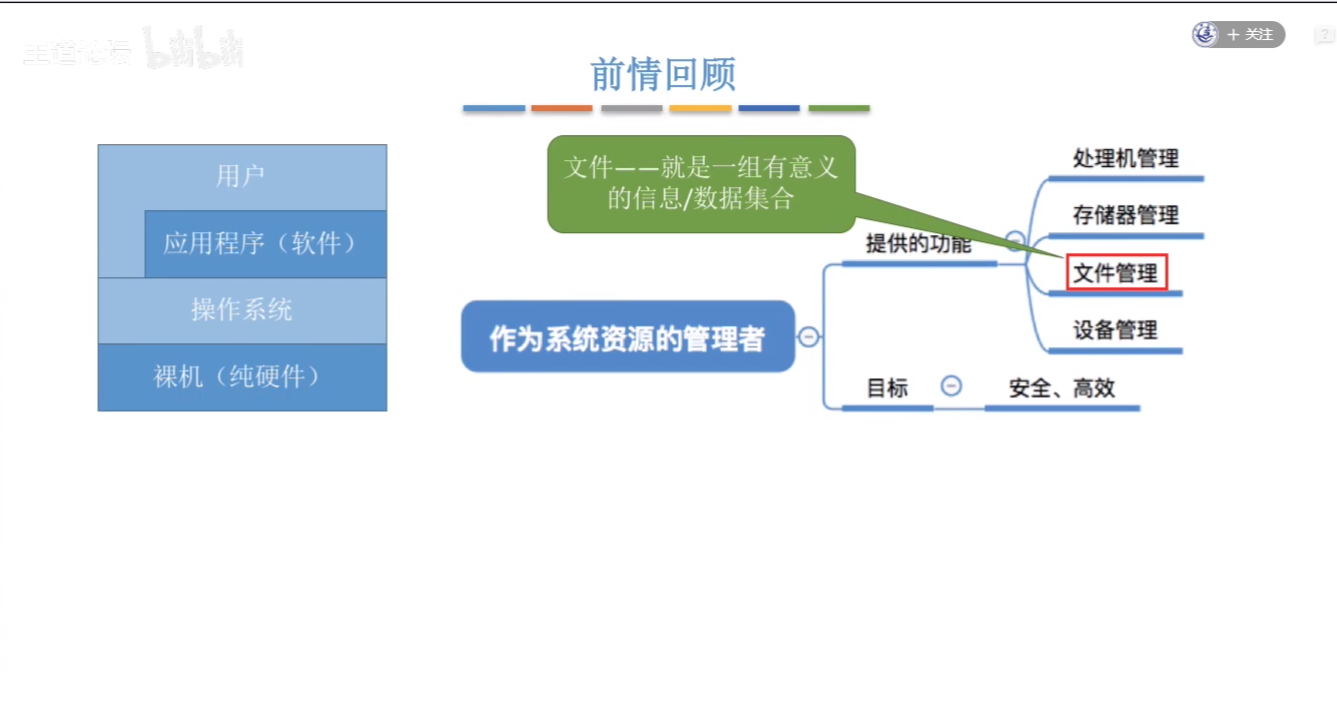 王道论坛
bilibili
+ 关注
?
前情回顾
用户
应用程序（软件）
操作系统
裸机（纯硬件）
文件——就是一组有意义
的信息/数据集合
作为系统资源的管理者
提供的功能
处理机管理
存储器管理
文件管理
设备管理
目标
安全、高效